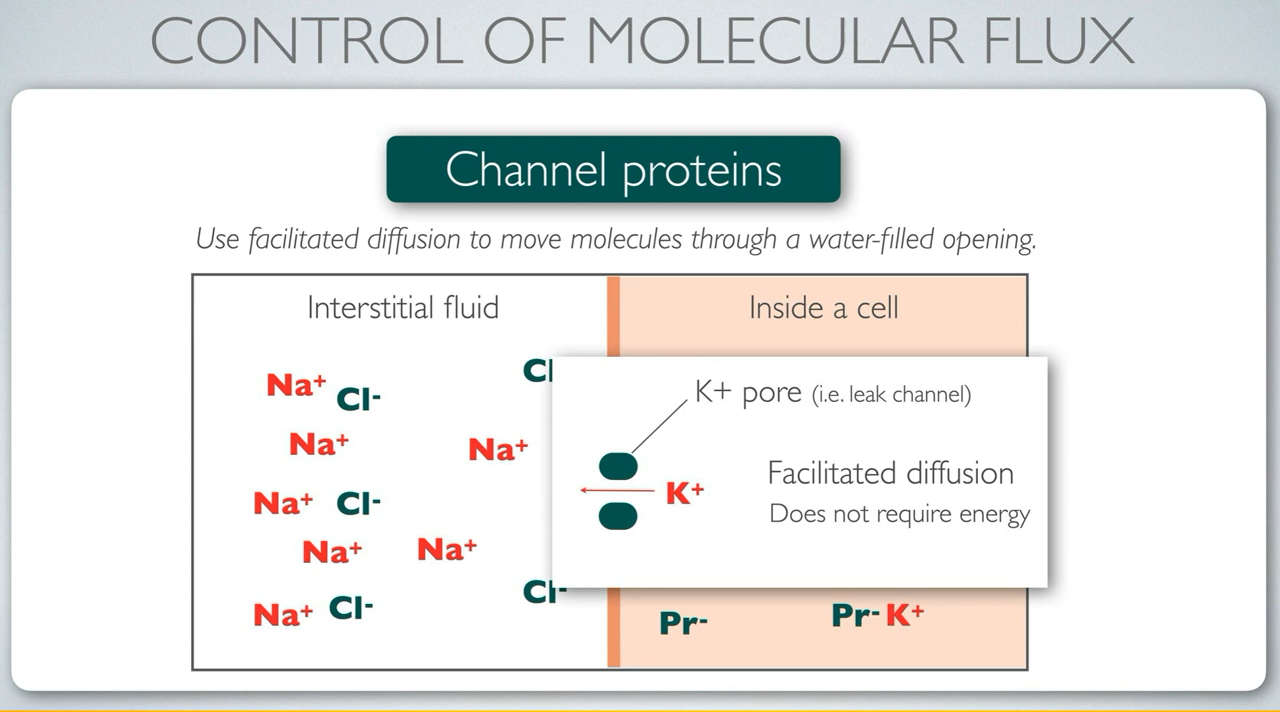 CONTROL OF MOLECULAR FLUX
Channel proteins
Use facilitated diffusion to move molecules through a water-filled opening.
Interstitial fluid
Inside a cell
Cl
Na⁺
Cl-
K+ pore (i.e. leak channel)
Na⁺
Na⁺
Facilitated diffusion
K⁺
Does not require energy
Na⁺
Cl-
Na⁺
Na⁺
Cl-
Na⁺
Cl-
Pr-
Pr-
K⁺